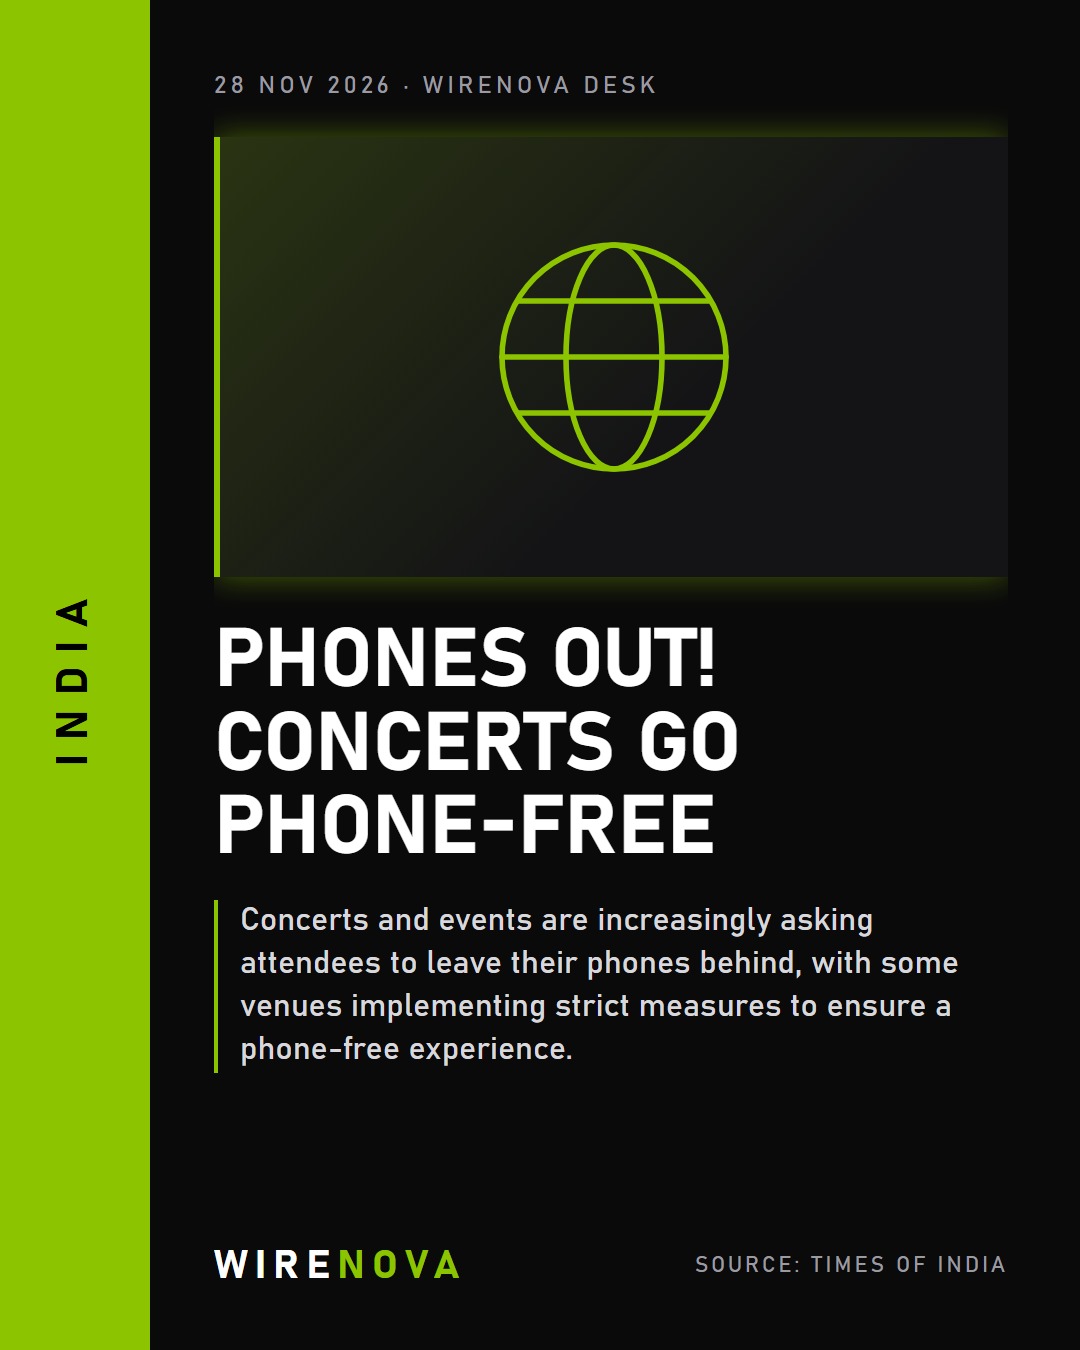 28 NOV 2026 · WIRENOVA DESK
INDIA
PHONES OUT!
CONCERTS GO
PHONE-FREE
Concerts and events are increasingly asking
attendees to leave their phones behind, with some
venues implementing strict measures to ensure a
phone-free experience.
WIRENOVA
SOURCE: TIMES OF INDIA